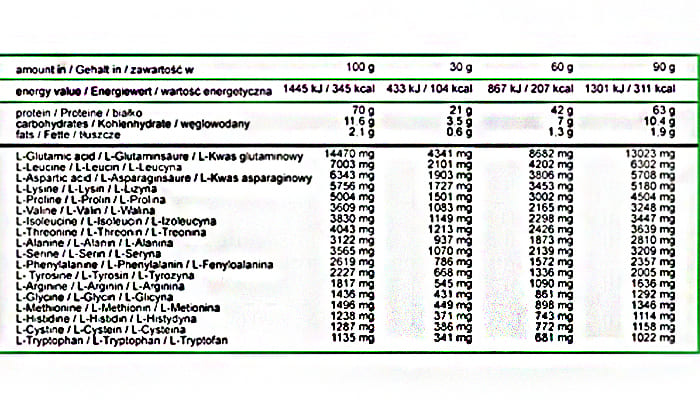 amount in / Gehalt in / zawartość w 100 g 30 g 60 g 90 g
energy value / Energiewert / wartość energetyczna 1445 kJ / 345 kcal 433 kJ / 104 kcal 867 kJ / 207 kcal 1301 kJ / 311 kcal
protein / Proteine / białko 70 g 21 g 42 g 63 g
carbohydrates / Kohlenhydrate / węglowodany 11.6 g 3.5 g 7 g 10.4 g
fats / Fette / tłuszcze 2.1 g 0.6 g 1.3 g 1.9 g
L-Glutamic acid / L-Glutaminsäure / L-Kwas glutaminowy 14470 mg 4341 mg 8682 mg 13023 mg
L-Leucine / L-Leucin / L-Leucyna 7003 mg 2101 mg 4202 mg 6302 mg
L-Aspartic acid / L-Asparaginsäure / L-Kwas asparaginowy 6343 mg 1903 mg 3806 mg 5708 mg
L-Lysine / L-Lysin / L-Lizyna 5756 mg 1727 mg 3453 mg 5180 mg
L-Proline / L-Prolin / L-Prolina 5004 mg 1501 mg 3002 mg 4504 mg
L-Valine / L-Valin / L-Walina 3609 mg 1083 mg 2165 mg 3248 mg
L-Isoleucine / L-Isoleucin / L-Izoleucyna 3830 mg 1149 mg 2298 mg 3447 mg
L-Threonine / L-Threonin / L-Treonina 4043 mg 1213 mg 2426 mg 3639 mg
L-Alanine / L-Alanin / L-Alanina 3122 mg 937 mg 1873 mg 2810 mg
L-Serine / L-Serin / L-Seryna 3565 mg 1070 mg 2139 mg 3209 mg
L-Phenylalanine / L-Phenylalanin / L-Fenyloalanina 2619 mg 786 mg 1572 mg 2357 mg
L-Tyrosine / L-Tyrosin / L-Tyrozyna 2227 mg 668 mg 1336 mg 2005 mg
L-Arginine / L-Arginin / L-Arginina 1817 mg 545 mg 1090 mg 1636 mg
L-Glycine / L-Glycin / L-Glicyna 1436 mg 431 mg 861 mg 1292 mg
L-Methionine / L-Methionin / L-Metionina 1496 mg 449 mg 898 mg 1346 mg
L-Histidine / L-Histidin / L-Histydyna 1238 mg 371 mg 743 mg 1114 mg
L-Cystine / L-Cystein / L-Cysteina 1287 mg 386 mg 772 mg 1158 mg
L-Tryptophan / L-Tryptophan / L-Tryptofan 1135 mg 341 mg 681 mg 1022 mg